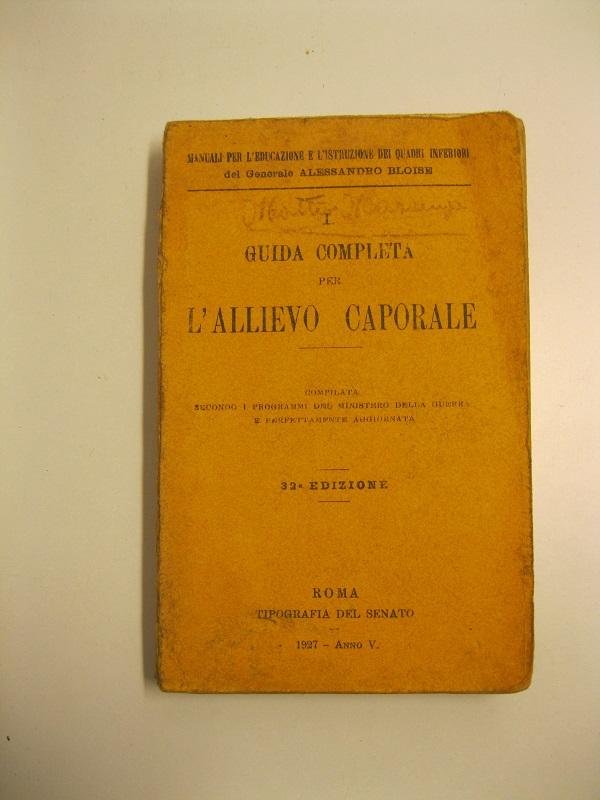 MANUALI PER L'EDUCAZIONE E L'ISTRUZIONE DEI QUADRI INFERIORI
del Generale ALESSANDRO BLOISE
I.
GUIDA COMPLETA
PER
L'ALLIEVO CAPORALE
COMPILATA
SECONDO I PROGRAMMI DEL MINISTERO DELLA GUERRA
E PERFETTAMENTE AGGIORNATA
32ª EDIZIONE
ROMA
TIPOGRAFIA DEL SENATO
1927 - ANNO V.